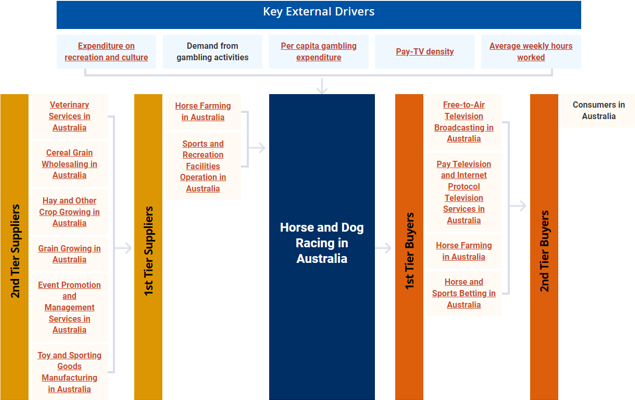 Key External Drivers
Expenditure on
recreation and culture
Demand from
gambling activities
Per capita gambling
expenditure
Pay-TV density
Average weekly hours
worked
2nd Tier Suppliers
Veterinary
Services in
Australia
Cereal Grain
Wholesaling in
Australia
Hay and Other
Crop Growing in
Australia
Grain Growing in
Australia
Event Promotion
and
Management
Services in
Australia
Toy and Sporting
Goods
Manufacturing
in Australia
1st Tier Suppliers
Horse Farming
in Australia
Sports and
Recreation
Facilities
Operation in
Australia
Horse and Dog
Racing in
Australia
1st Tier Buyers
Free-to-Air
Television
Broadcasting in
Australia
Pay Television
and Internet
Protocol
Television
Services in
Australia
Horse Farming
in Australia
Horse and
Sports Betting in
Australia
2nd Tier Buyers
Consumers in
Australia